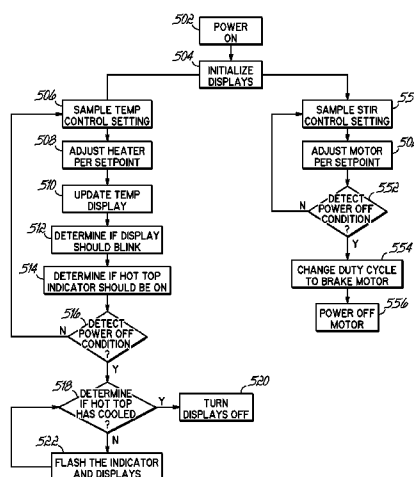 502
POWER
ON
504
INITIALIZE
DISPLAYS
506
SAMPLE TEMP
CONTROL SETTING
508
ADJUST HEATER
PER SETPOINT
510
UPDATE TEMP
DISPLAY
512
DETERMINE IF DISPLAY
SHOULD BLINK
514
DETERMINE IF HOT TOP
INDICATOR SHOULD BE ON
516
DETECT
POWER OFF
CONDITION
?
N
Y
518
DETERMINE
IF HOT TOP
HAS COOLED
?
Y
N
520
TURN
DISPLAYS OFF
522
FLASH THE INDICATOR
AND DISPLAYS
SAMPLE STIR
CONTROL SETTING
ADJUST MOTOR
PER SETPOINT
552
DETECT
POWER OFF
CONDITION
?
N
Y
554
CHANGE DUTY CYCLE
TO BRAKE MOTOR
556
POWER OFF
MOTOR